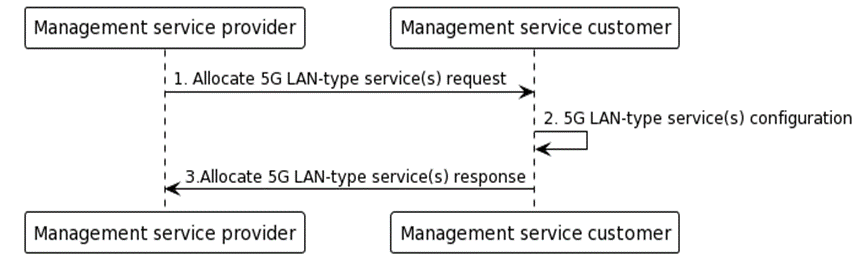 Management service provider
Management service customer
1. Allocate 5G LAN-type service(s) request
2. 5G LAN-type service(s) configuration
3.Allocate 5G LAN-type service(s) response
Management service provider
Management service customer